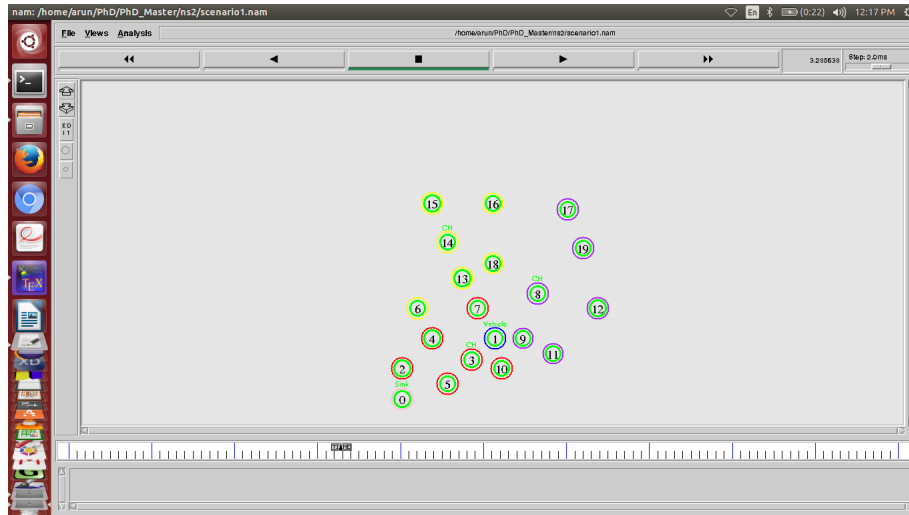 nam: /home/arun/PhD/PhD_Master/ns2/scenario1.nam
En
(0:22)
12:17 PM
File Views Analysis
/home/arun/PhD/PhD_Master/ns2/scenario1.nam
3.285638
Step: 2.0ms
E D
I T
15
16
17
CH
14
19
18
13
CH
8
6
7
12
Vehicle
4
1
9
CH
11
3
2
10
Sink
5
0
TEX